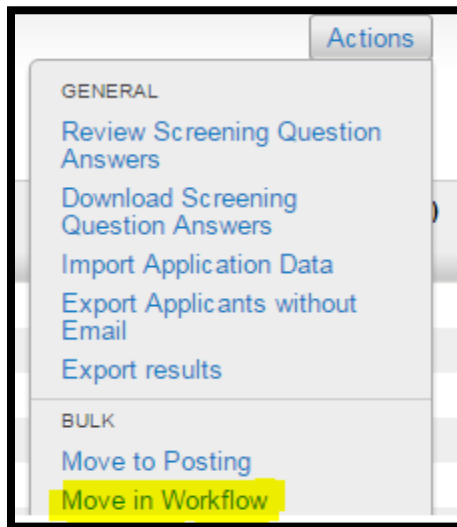 Actions
GENERAL
Review Screening Question
Answers
Download Screening
Question Answers
)
Import Application Data
Export Applicants without
Email
Export results
BULK
Move to Posting
Move in Workflow